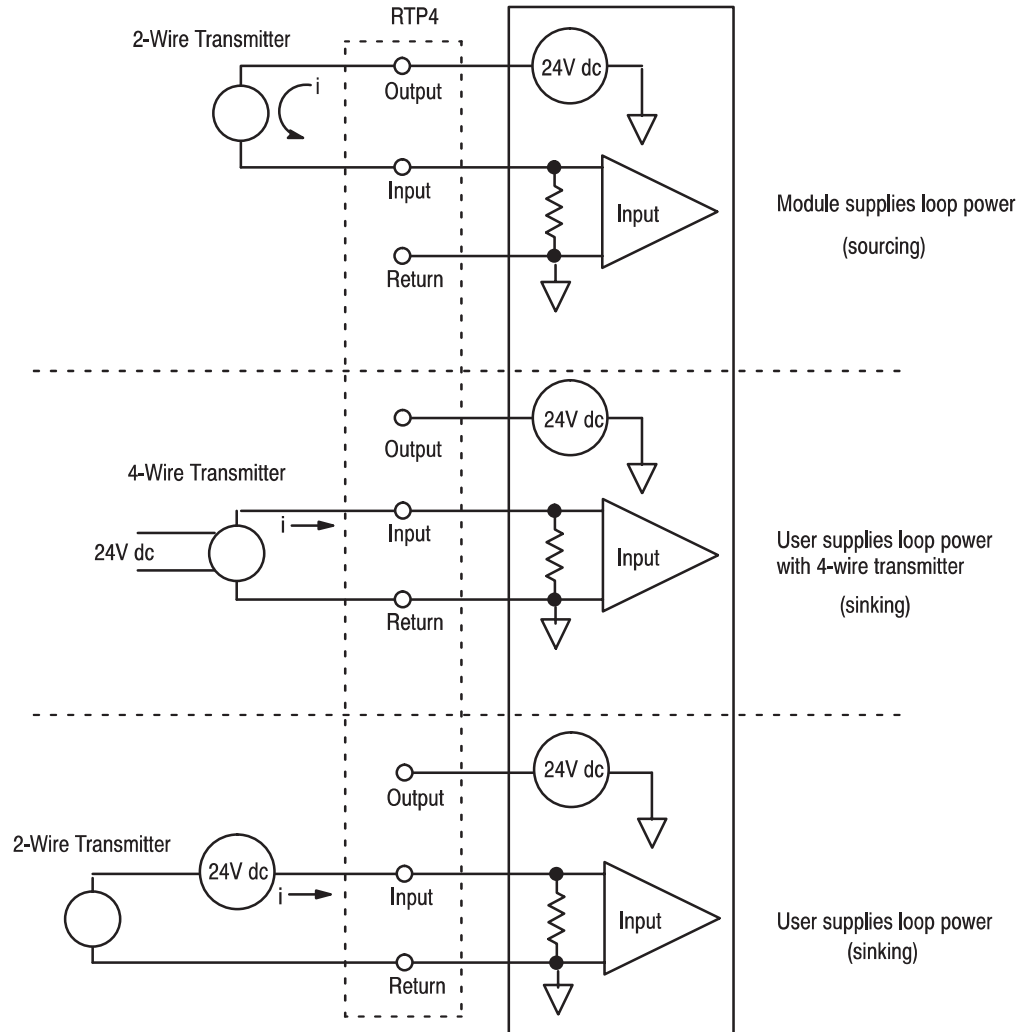 RTP4
2-Wire Transmitter
24V dc
i
Output
Input
Input
Return
Module supplies loop power
(sourcing)
24V dc
Output
4-Wire Transmitter
i
Input
24V dc
Input
Return
User supplies loop power
with 4-wire transmitter
(sinking)
24V dc
Output
2-Wire Transmitter
24V dc
i
Input
Input
Return
User supplies loop power
(sinking)